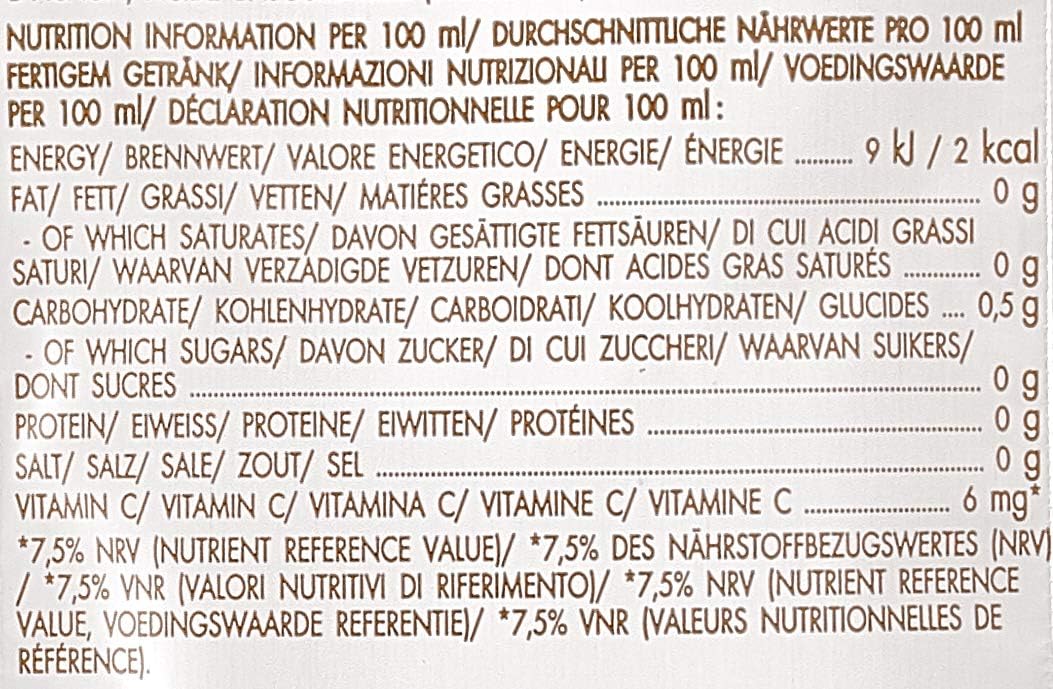 NUTRITION INFORMATION PER 100 ml/ DURCHSCHNITTLICHE NÄHRWERTE PRO 100 ml
FERTIGEM GETRÄNK/ INFORMAZIONI NUTRIZIONALI PER 100 ml/ VOEDINGSWAARDE
PER 100 ml/ DÉCLARATION NUTRITIONNELLE POUR 100 ml :
ENERGY/ BRENNWERT/ VALORE ENERGETICO/ ENERGIE/ ÉNERGIE .......... 9 kJ / 2 kcal
FAT/ FETT/ GRASSI/ VETTEN/ MATIÉRES GRASSES .......... 0 g
- OF WHICH SATURATES/ DAVON GESÄTTIGTE FETTSÄUREN/ DI CUI ACIDI GRASSI
SATURI/ WAARVAN VERZADIGDE VETZUREN/ DONT ACIDES GRAS SATURÉS .......... 0 g
CARBOHYDRATE/ KOHLENHYDRATE/ CARBOIDRATI/ KOOLHYDRATEN/ GLUCIDES .... 0,5 g
- OF WHICH SUGARS/ DAVON ZUCKER/ DI CUI ZUCCHERI/ WAARVAN SUIKERS/
DONT SUCRES .......... 0 g
PROTEIN/ EIWEISS/ PROTEINE/ EIWITTEN/ PROTÉINES .......... 0 g
SALT/ SALZ/ SALE/ ZOUT/ SEL .......... 0 g
VITAMIN C/ VITAMIN C/ VITAMINA C/ VITAMINE C/ VITAMINE C .......... 6 mg*
*7,5% NRV (NUTRIENT REFERENCE VALUE)/ *7,5% DES NÄHRSTOFFBEZUGSWERTES (NRV)
/ *7,5% VNR (VALORI NUTRITIVI DI RIFERIMENTO)/ *7,5% NRV (NUTRIENT REFERENCE
VALUE, VOEDINGSWAARDE REFERENTIE)/ *7,5% VNR (VALEURS NUTRITIONNELLES DE
RÉFÉRENCE).